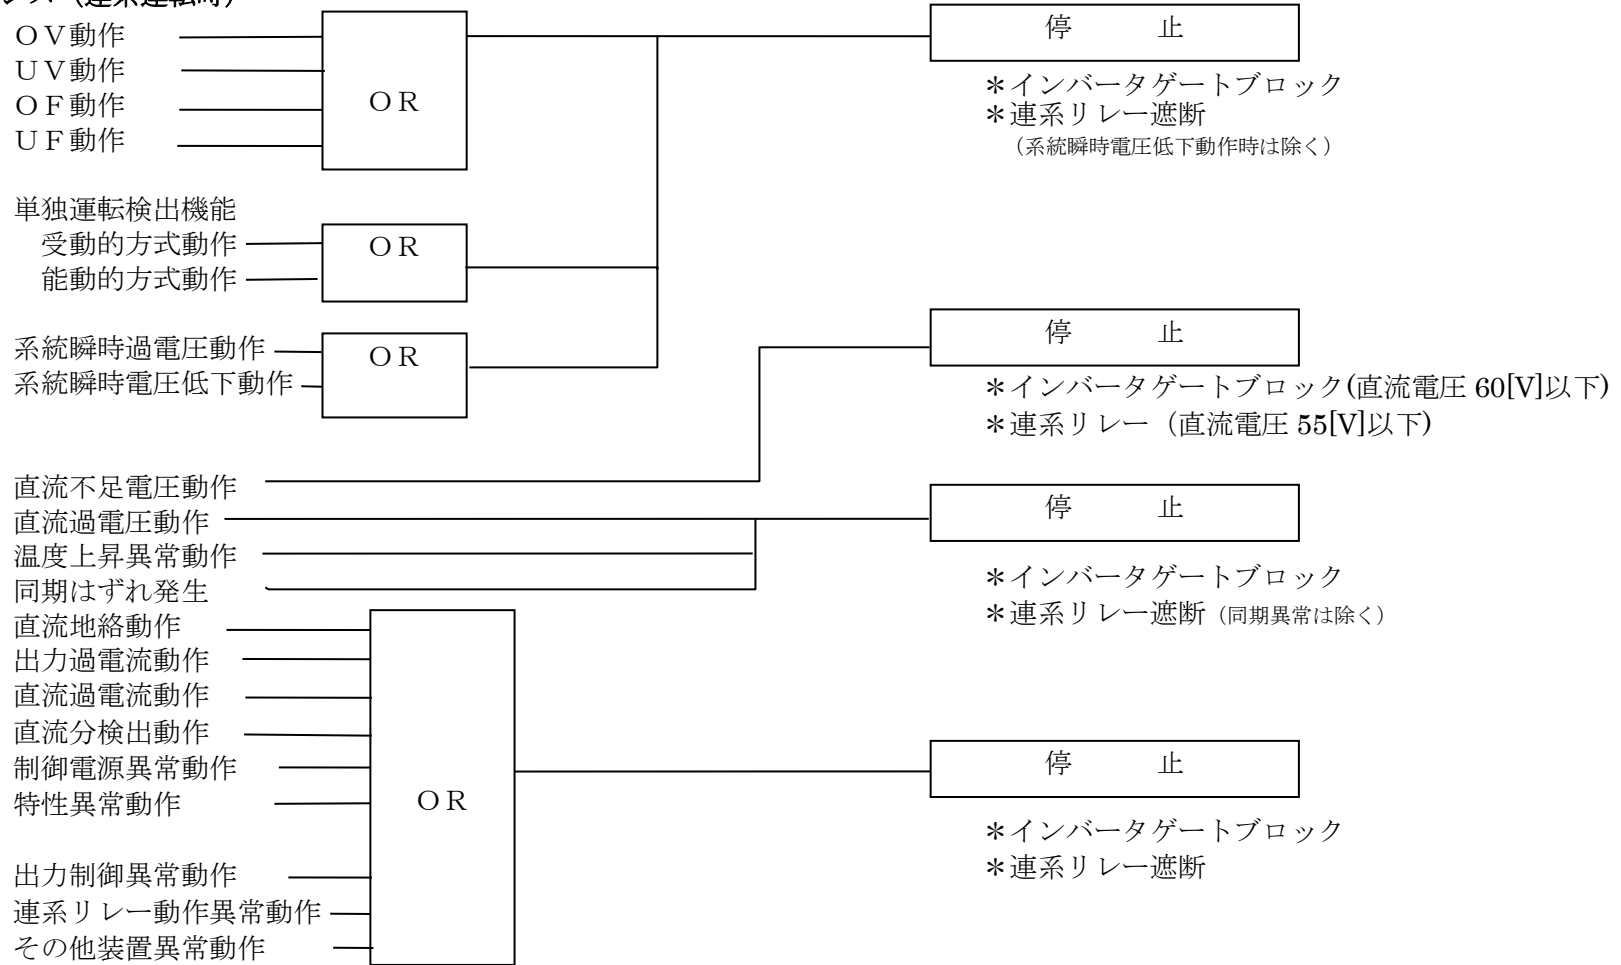 (連系運転時)
OV動作
UV動作
OF動作
UF動作
OR
停 止
＊インバータゲートブロック
＊連系リレー遮断
（系統瞬時電圧低下動作時は除く）
単独運転検出機能
受動的方式動作
能動的方式動作
OR
系統瞬時過電圧動作
系統瞬時電圧低下動作
OR
停 止
＊インバータゲートブロック(直流電圧 60[V]以下)
＊連系リレー（直流電圧 55[V]以下)
直流不足電圧動作
直流過電圧動作
温度上昇異常動作
同期はずれ発生
停 止
＊インバータゲートブロック
＊連系リレー遮断（同期異常は除く）
直流地絡動作
出力過電流動作
直流過電流動作
直流分検出動作
制御電源異常動作
特性異常動作
出力制御異常動作
連系リレー動作異常動作
その他装置異常動作
OR
停 止
＊インバータゲートブロック
＊連系リレー遮断